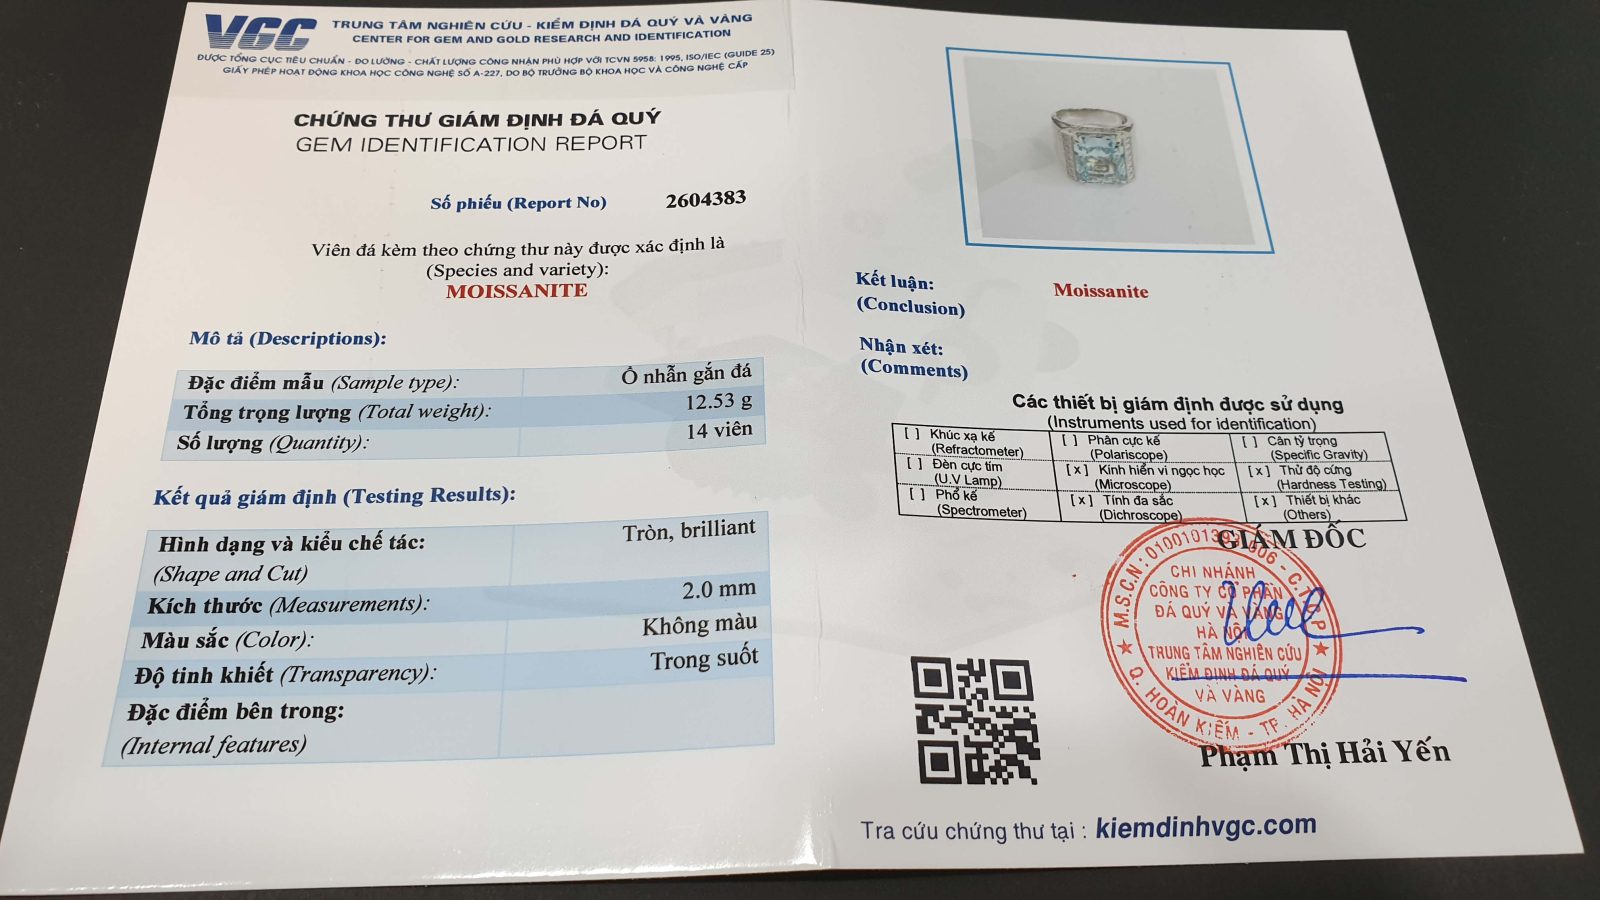 VGC
TRUNG TÂM NGHIÊN CỨU - KIỂM ĐỊNH ĐÁ QUÝ VÀ VÀNG
CENTER FOR GEM AND GOLD RESEARCH AND IDENTIFICATION
ĐƯỢC TỔNG CỤC TIÊU CHUẨN - ĐO LƯỜNG - CHẤT LƯỢNG CÔNG NHẬN PHÙ HỢP VỚI TCVN 5958: 1995, ISO/IEC (GUIDE 25)
GIẤY PHÉP HOẠT ĐỘNG KHOA HỌC CÔNG NGHỆ SỐ A-227, DO BỘ TRƯỞNG BỘ KHOA HỌC VÀ CÔNG NGHỆ CẤP
CHỨNG THƯ GIÁM ĐỊNH ĐÁ QUÝ
GEM IDENTIFICATION REPORT
Số phiếu (Report No) 2604383
Viên đá kèm theo chứng thư này được xác định là
(Species and variety):
MOISSANITE
Mô tả (Descriptions):
Đặc điểm mẫu (Sample type): Ô nhẫn gắn đá
Tổng trọng lượng (Total weight): 12.53 g
Số lượng (Quantity): 14 viên
Kết quả giám định (Testing Results):
Hình dạng và kiểu chế tác: Tròn, brilliant
(Shape and Cut)
Kích thước (Measurements): 2.0 mm
Màu sắc (Color): Không màu
Độ tinh khiết (Transparency): Trong suốt
Đặc điểm bên trong:
(Internal features)
Kết luận: Moissanite
(Conclusion)
Nhận xét:
(Comments)
Các thiết bị giám định được sử dụng
(Instruments used for identification)
[ ] Khúc xạ kế [ ] Phân cực kế [ ] Cân tỷ trọng
(Refractometer) (Polariscope) (Specific Gravity)
[ ] Đèn cực tím [x] Kính hiển vi ngọc học [x] Thử độ cứng
(U.V Lamp) (Microscope) (Hardness Testing)
[ ] Phổ kế [x] Tính đa sắc [x] Thiết bị khác
(Spectrometer) (Dichroscope) (Others)
GIÁM ĐỐC
CHI NHÁNH
CÔNG TY CỔ PHẦN
ĐÁ QUÝ VÀ VÀNG
HÀ NỘI
TRUNG TÂM NGHIÊN CỨU
KIỂM ĐỊNH ĐÁ QUÝ
VÀ VÀNG
Q. HOÀN KIẾM - TP. HÀ NỘI
Phạm Thị Hải Yến
Tra cứu chứng thư tại : kiemdinhvgc.com